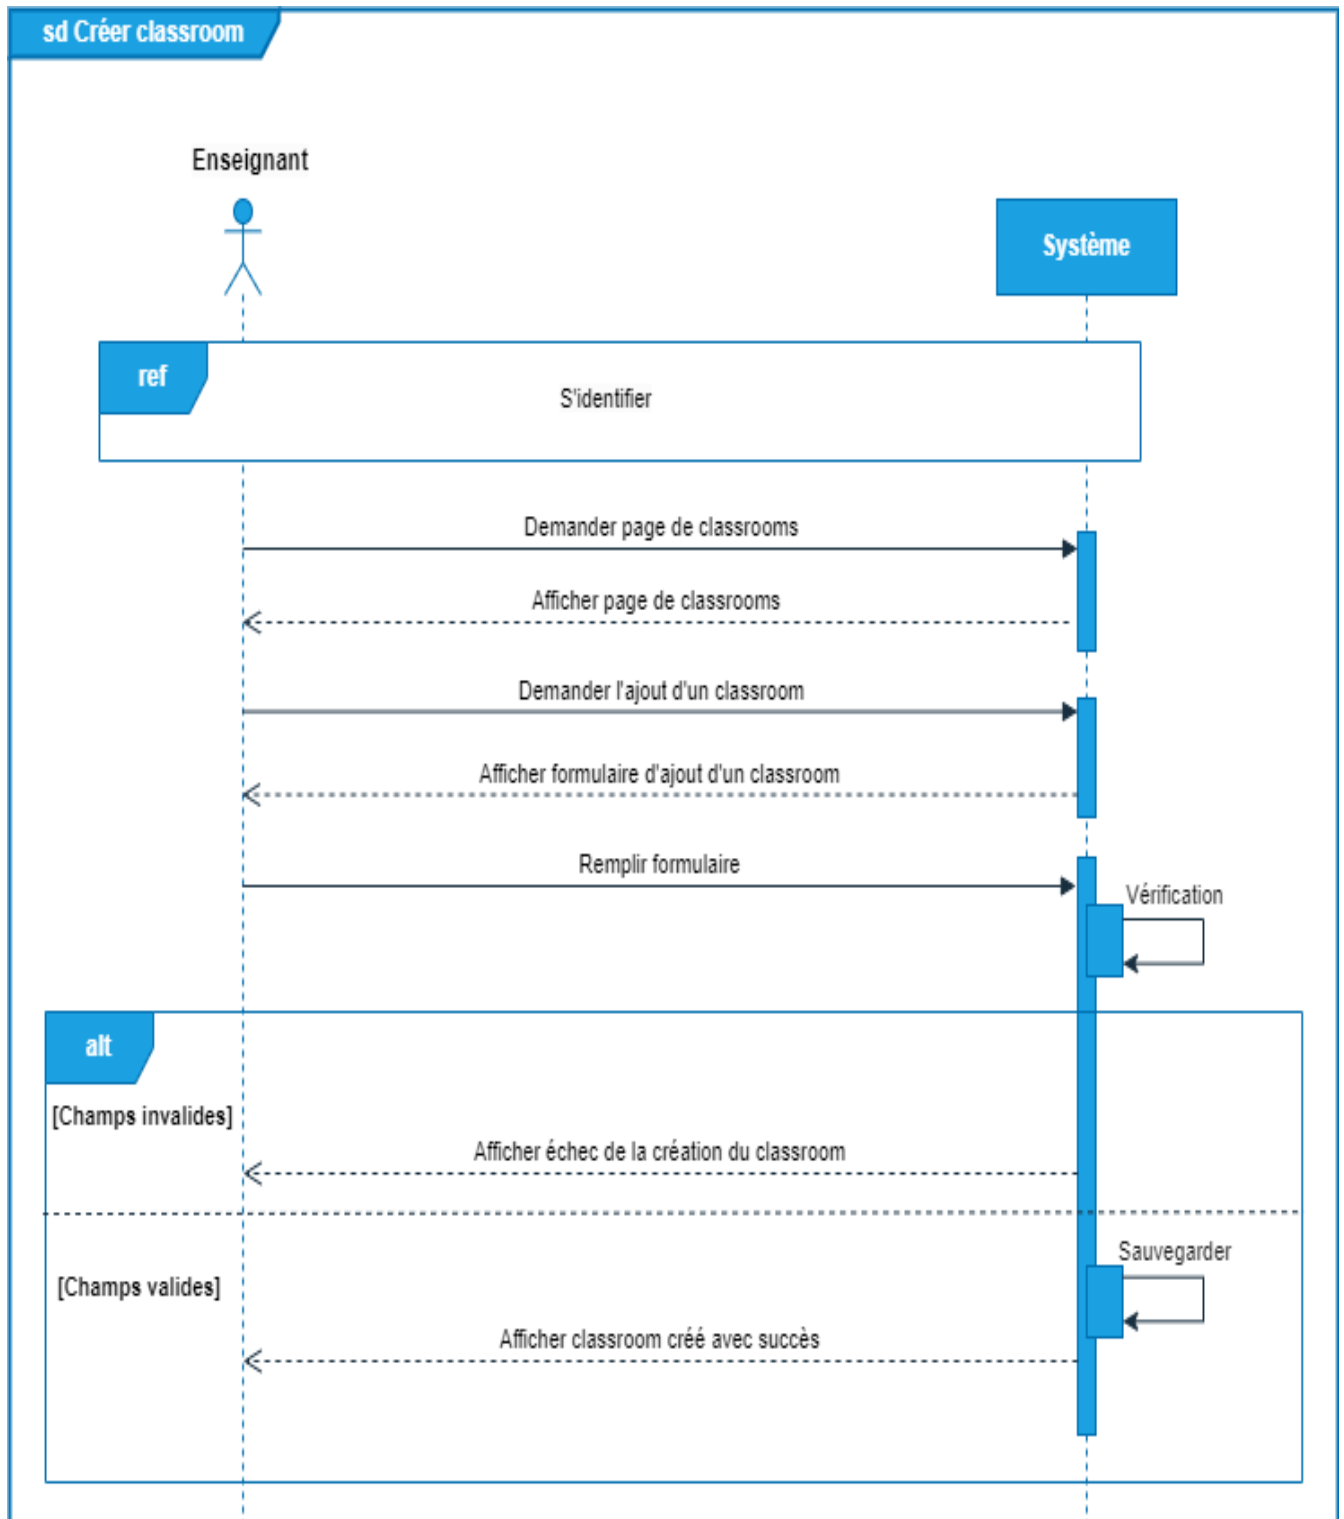 sd Créer classroom
Enseignant
Système
ref
S'identifier
Demander page de classrooms
Afficher page de classrooms
Demander l'ajout d'un classroom
Afficher formulaire d'ajout d'un classroom
Remplir formulaire
Vérification
alt
[Champs invalides]
Afficher échec de la création du classroom
Sauvegarder
[Champs valides]
Afficher classroom créé avec succès